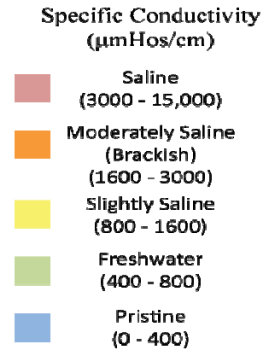 Specific Conductivity
(µmHos/cm)
Saline
(3000 - 15,000)
Moderately Saline
(Brackish)
(1600 - 3000)
Slightly Saline
(800 - 1600)
Freshwater
(400 - 800)
Pristine
(0 - 400)